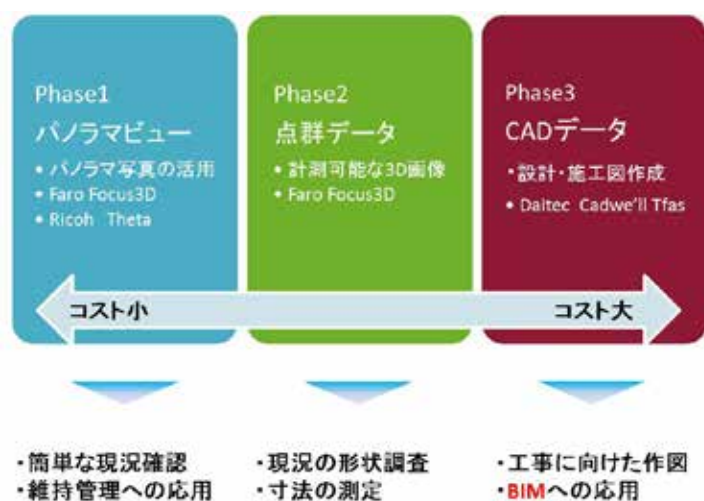 Phase1
パノラマビュー
• パノラマ写真の活用
• Faro Focus3D
• Ricoh Theta
Phase2
点群データ
• 計測可能な3D画像
• Faro Focus3D
Phase3
CADデータ
・設計・施工図作成
• Daitec Cadwe'll Tfas
コスト小
コスト大
・簡単な現況確認
・維持管理への応用
・現況の形状調査
・寸法の測定
・工事に向けた作図
・BIMへの応用